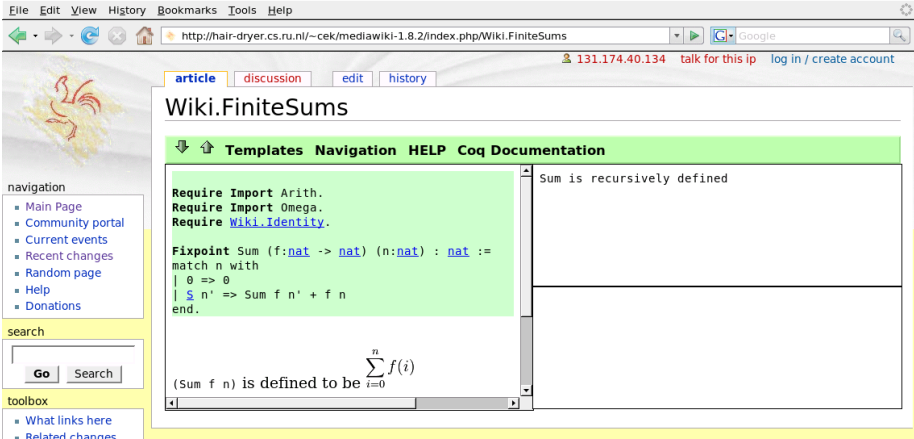 File Edit View History Bookmarks Tools Help
http://hair-dryer.cs.ru.nl/~cek/mediawiki-1.8.2/index.php/Wiki.FiniteSums
G Google
131.174.40.134 talk for this ip log in / create account
article discussion edit history
Wiki.FiniteSums
Templates Navigation HELP Coq Documentation
navigation
Main Page
Community portal
Current events
Recent changes
Random page
Help
Donations
search
Go Search
toolbox
What links here
Related changes
Require Import Arith.
Require Import Omega.
Require Wiki.Identity.
Fixpoint Sum (f:nat -> nat) (n:nat) : nat :=
match n with
| 0 => 0
| S n' => Sum f n' + f n
end.
(Sum f n) is defined to be \sum_{i=0}^{n} f(i)
Sum is recursively defined